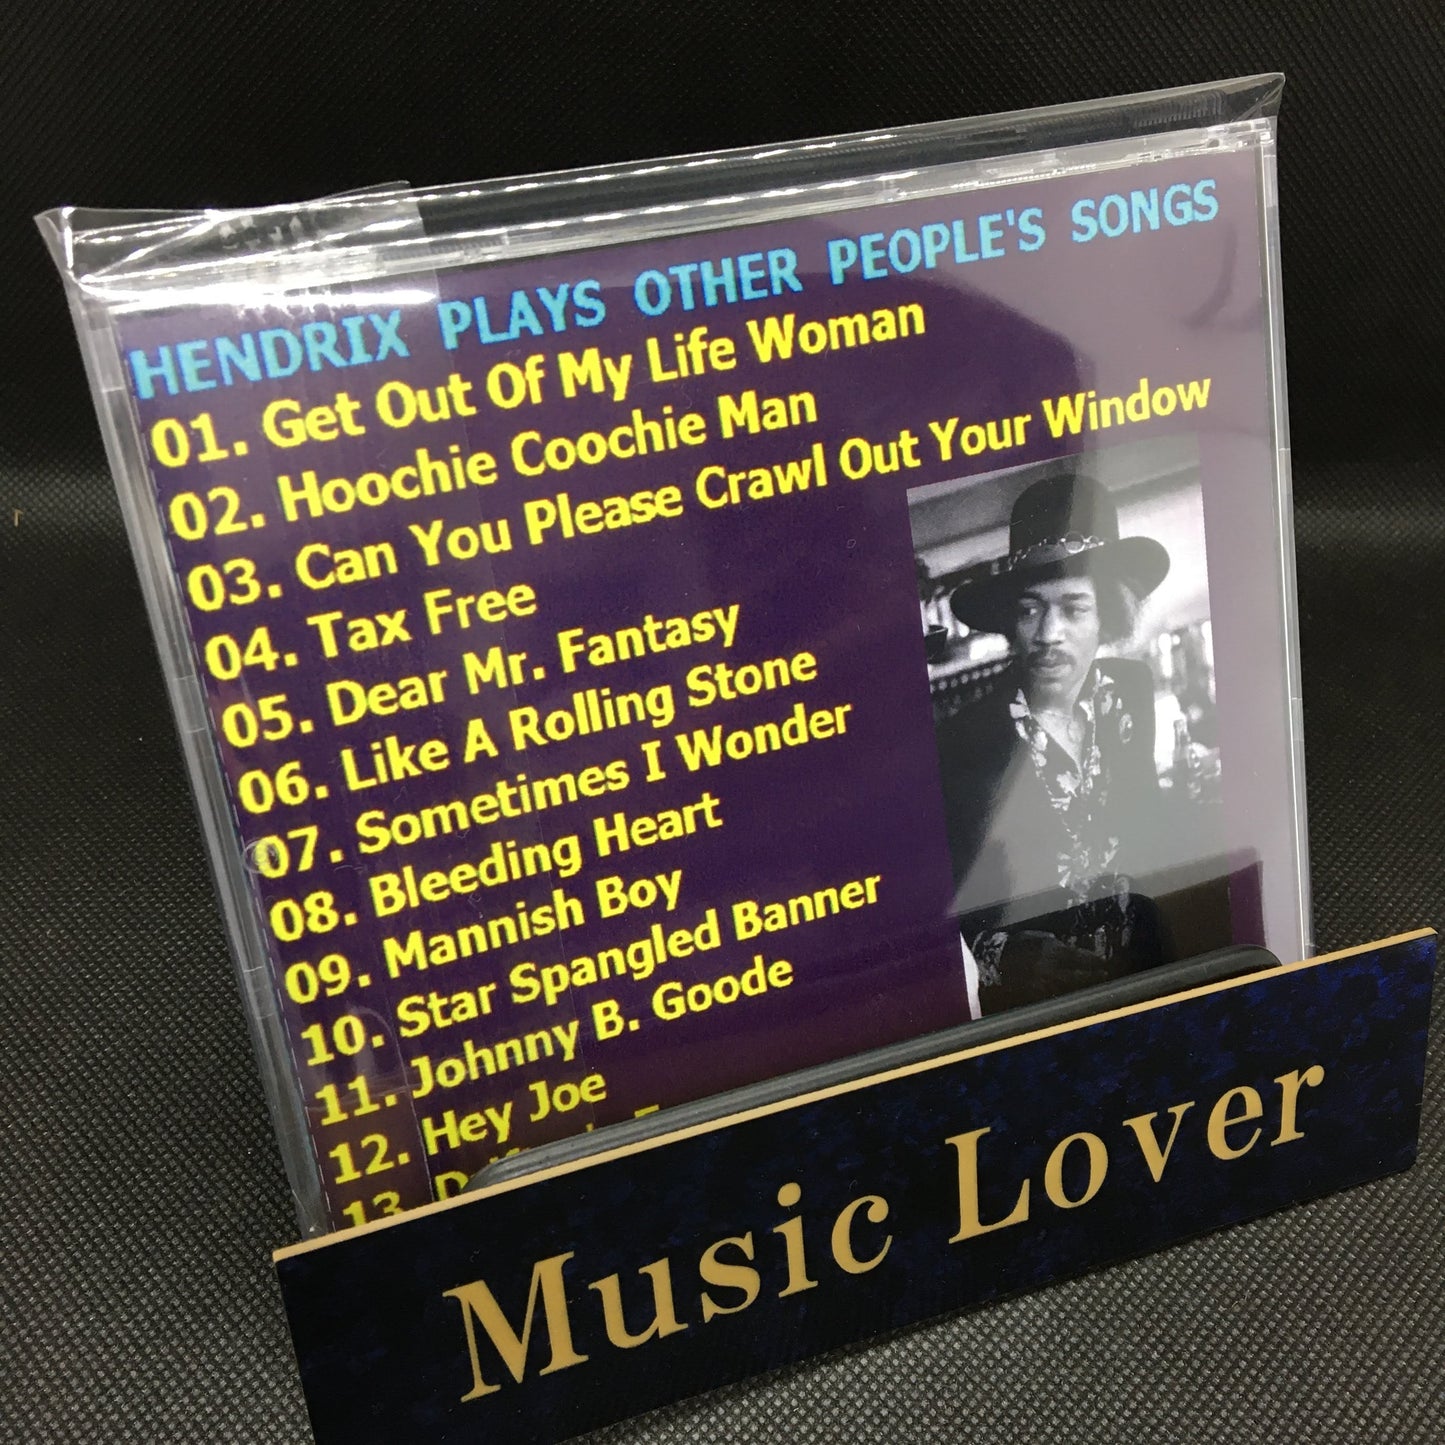 HENDRIX PLAYS OTHER PEOPLE'S SONGS
01. Get Out Of My Life Woman
02. Hoochie Coochie Man
03. Can You Please Crawl Out Your Window
04. Tax Free
05. Dear Mr. Fantasy
06. Like A Rolling Stone
07. Sometimes I Wonder
08. Bleeding Heart
09. Mannish Boy
10. Star Spangled Banner
11. Johnny B. Goode
12. Hey Joe
13.
Music Lover